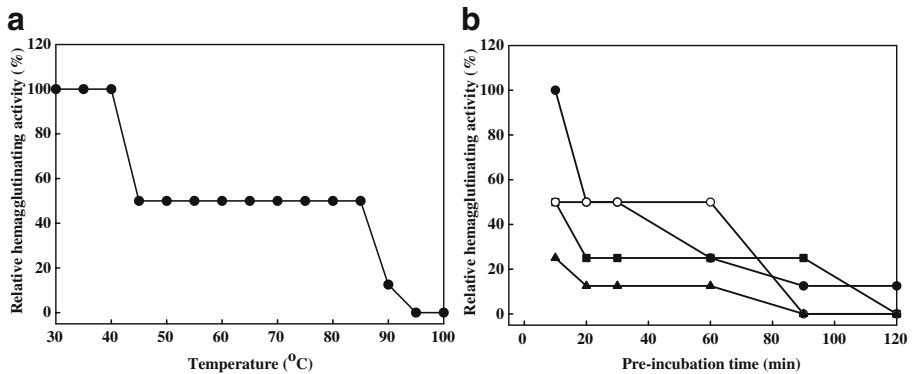 a
Relative hemagglutinating activity (%)
120
100
80
60
40
20
0
30 40 50 60 70 80 90 100
Temperature (°C)
b
Relative hemagglutinating activity (%)
120
100
80
60
40
20
0
0 20 40 60 80 100 120
Pre-incubation time (min)